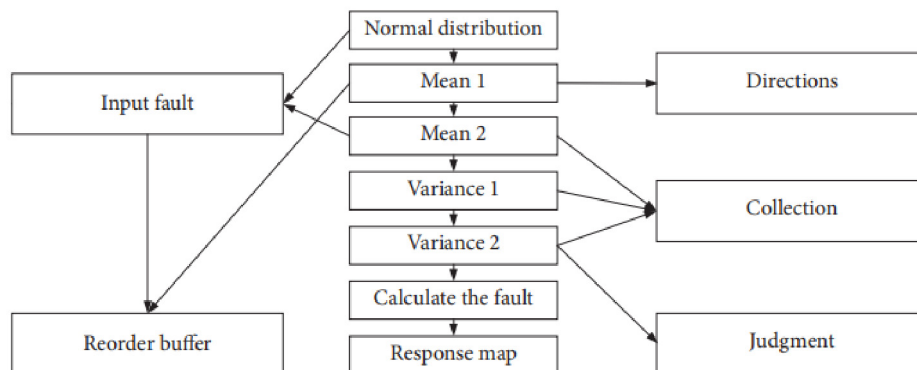 Normal distribution
Mean 1
Mean 2
Variance 1
Variance 2
Calculate the fault
Response map
Input fault
Reorder buffer
Directions
Collection
Judgment